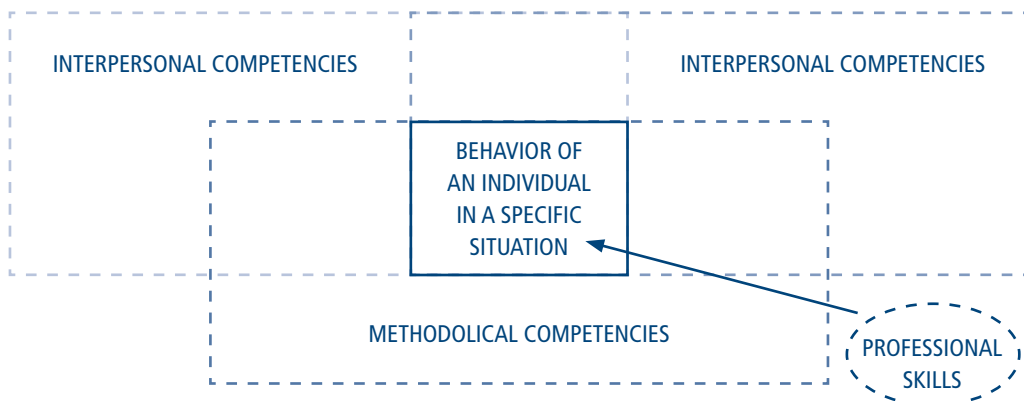 INTERPERSONAL COMPETENCIES
INTERPERSONAL COMPETENCIES
BEHAVIOR OF
AN INDIVIDUAL
IN A SPECIFIC
SITUATION
METHODOLICAL COMPETENCIES
PROFESSIONAL
SKILLS